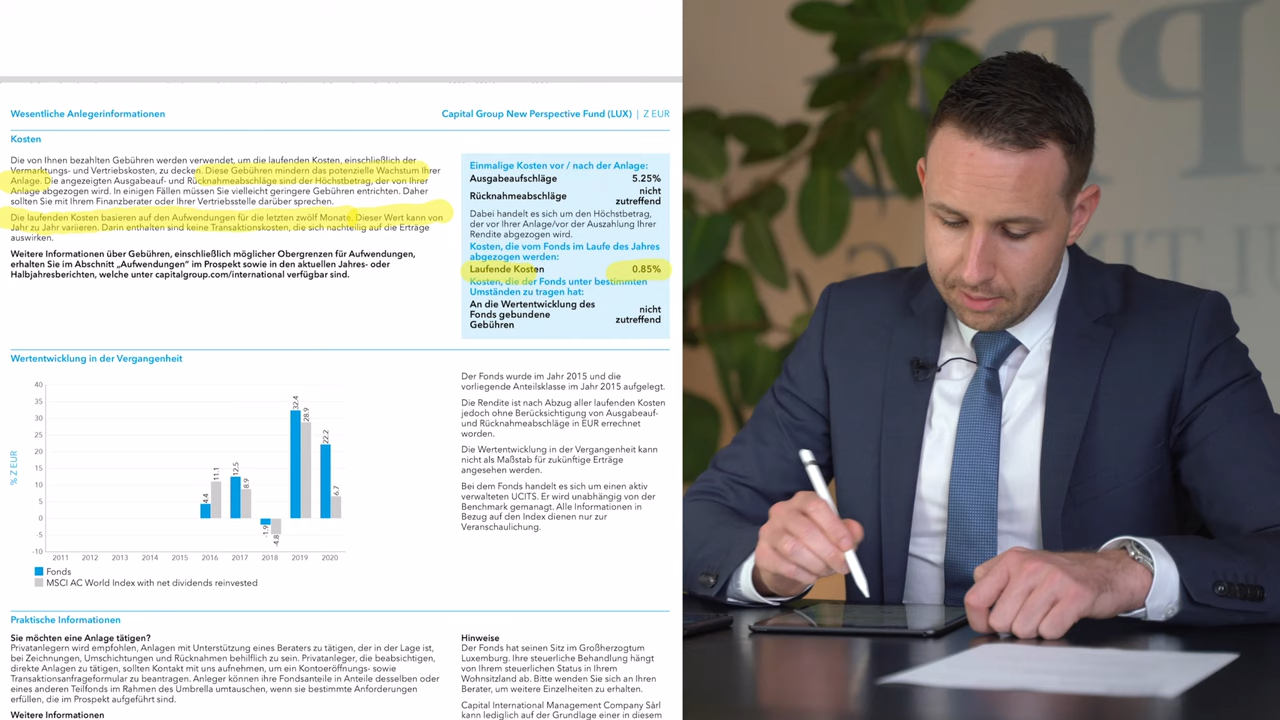 Wesentliche Anlegerinformationen
Capital Group New Perspective Fund (LUX) | Z EUR
Kosten
Die von Ihnen bezahlten Gebühren werden verwendet, um die laufenden Kosten, einschließlich der
Vermarktungs- und Vertriebskosten, zu decken. Diese Gebühren mindern das potenzielle Wachstum Ihrer
Anlage. Die angezeigten Ausgabeauf- und Rücknahmeabschläge sind der Höchstbetrag, der von Ihrer
Anlage abgezogen wird. In einigen Fällen müssen Sie vielleicht geringere Gebühren entrichten. Daher
sollten Sie mit Ihrem Finanzberater oder Ihrer Vertriebsstelle darüber sprechen.
Die laufenden Kosten basieren auf den Aufwendungen für die letzten zwölf Monate. Dieser Wert kann von
Jahr zu Jahr variieren. Darin enthalten sind keine Transaktionskosten, die sich nachteilig auf die Erträge
auswirken.
Weitere Informationen über Gebühren, einschließlich möglicher Obergrenzen für Aufwendungen,
erhalten Sie im Abschnitt „Aufwendungen“ im Prospekt sowie in den aktuellen Jahres- oder
Halbjahresberichten, welche unter capitalgroup.com/international verfügbar sind.
Einmalige Kosten vor / nach der Anlage:
Ausgabeaufschläge 5.25%
Rücknahmeabschläge nicht zutreffend
Dabei handelt es sich um den Höchstbetrag,
der vor Ihrer Anlage/vor der Auszahlung Ihrer
Rendite abgezogen wird.
Kosten, die vom Fonds im Laufe des Jahres
abgezogen werden:
Laufende Kosten 0.85%
Kosten, die der Fonds unter bestimmten
Umständen zu tragen hat:
An die Wertentwicklung des
Fonds gebundene
Gebühren
nicht
zutreffend
Wertentwicklung in der Vergangenheit
% Z EUR
40
35
30
25
20
15
10
5
0
-5
-10
4.4
11.1
12.5
8.9
-1.9
-4.8
32.4
28.9
22.2
6.7
2011 2012 2013 2014 2015 2016 2017 2018 2019 2020
Fonds
MSCI AC World Index with net dividends reinvested
Der Fonds wurde im Jahr 2015 und die
vorliegende Anteilsklasse im Jahr 2015 aufgelegt.
Die Rendite ist nach Abzug aller laufenden Kosten
jedoch ohne Berücksichtigung von Ausgabeauf-
und Rücknahmeabschläge in EUR errechnet
worden.
Die Wertentwicklung in der Vergangenheit kann
nicht als Maßstab für zukünftige Erträge
angesehen werden.
Bei dem Fonds handelt es sich um einen aktiv
verwalteten UCITS. Er wird unabhängig von der
Benchmark gemanagt. Alle Informationen in
Bezug auf den Index dienen nur zur
Veranschaulichung.
Praktische Informationen
Sie möchten eine Anlage tätigen?
Privatanlegern wird empfohlen, Anlagen mit Unterstützung eines Beraters zu tätigen, der in der Lage ist,
bei Zeichnungen, Umschichtungen und Rücknahmen behilflich zu sein. Privatanleger, die beabsichtigen,
direkte Anlagen zu tätigen, sollten Kontakt mit uns aufnehmen, um ein Kontoeröffnungs- sowie
Transaktionsanfrageformular zu beantragen. Anleger können ihre Fondsanteile in Anteile desselben oder
eines anderen Teilfonds im Rahmen des Umbrella umtauschen, wenn sie bestimmte Anforderungen
erfüllen, die im Prospekt aufgeführt sind.
Weitere Informationen
Hinweise
Der Fonds hat seinen Sitz im Großherzogtum
Luxemburg. Ihre steuerliche Behandlung hängt
von Ihrem steuerlichen Status in Ihrem
Wohnsitzland ab. Bitte wenden Sie sich an Ihren
Berater, um weitere Einzelheiten zu erhalten.
Capital International Management Company Sàrl
kann lediglich auf der Grundlage einer in diesem